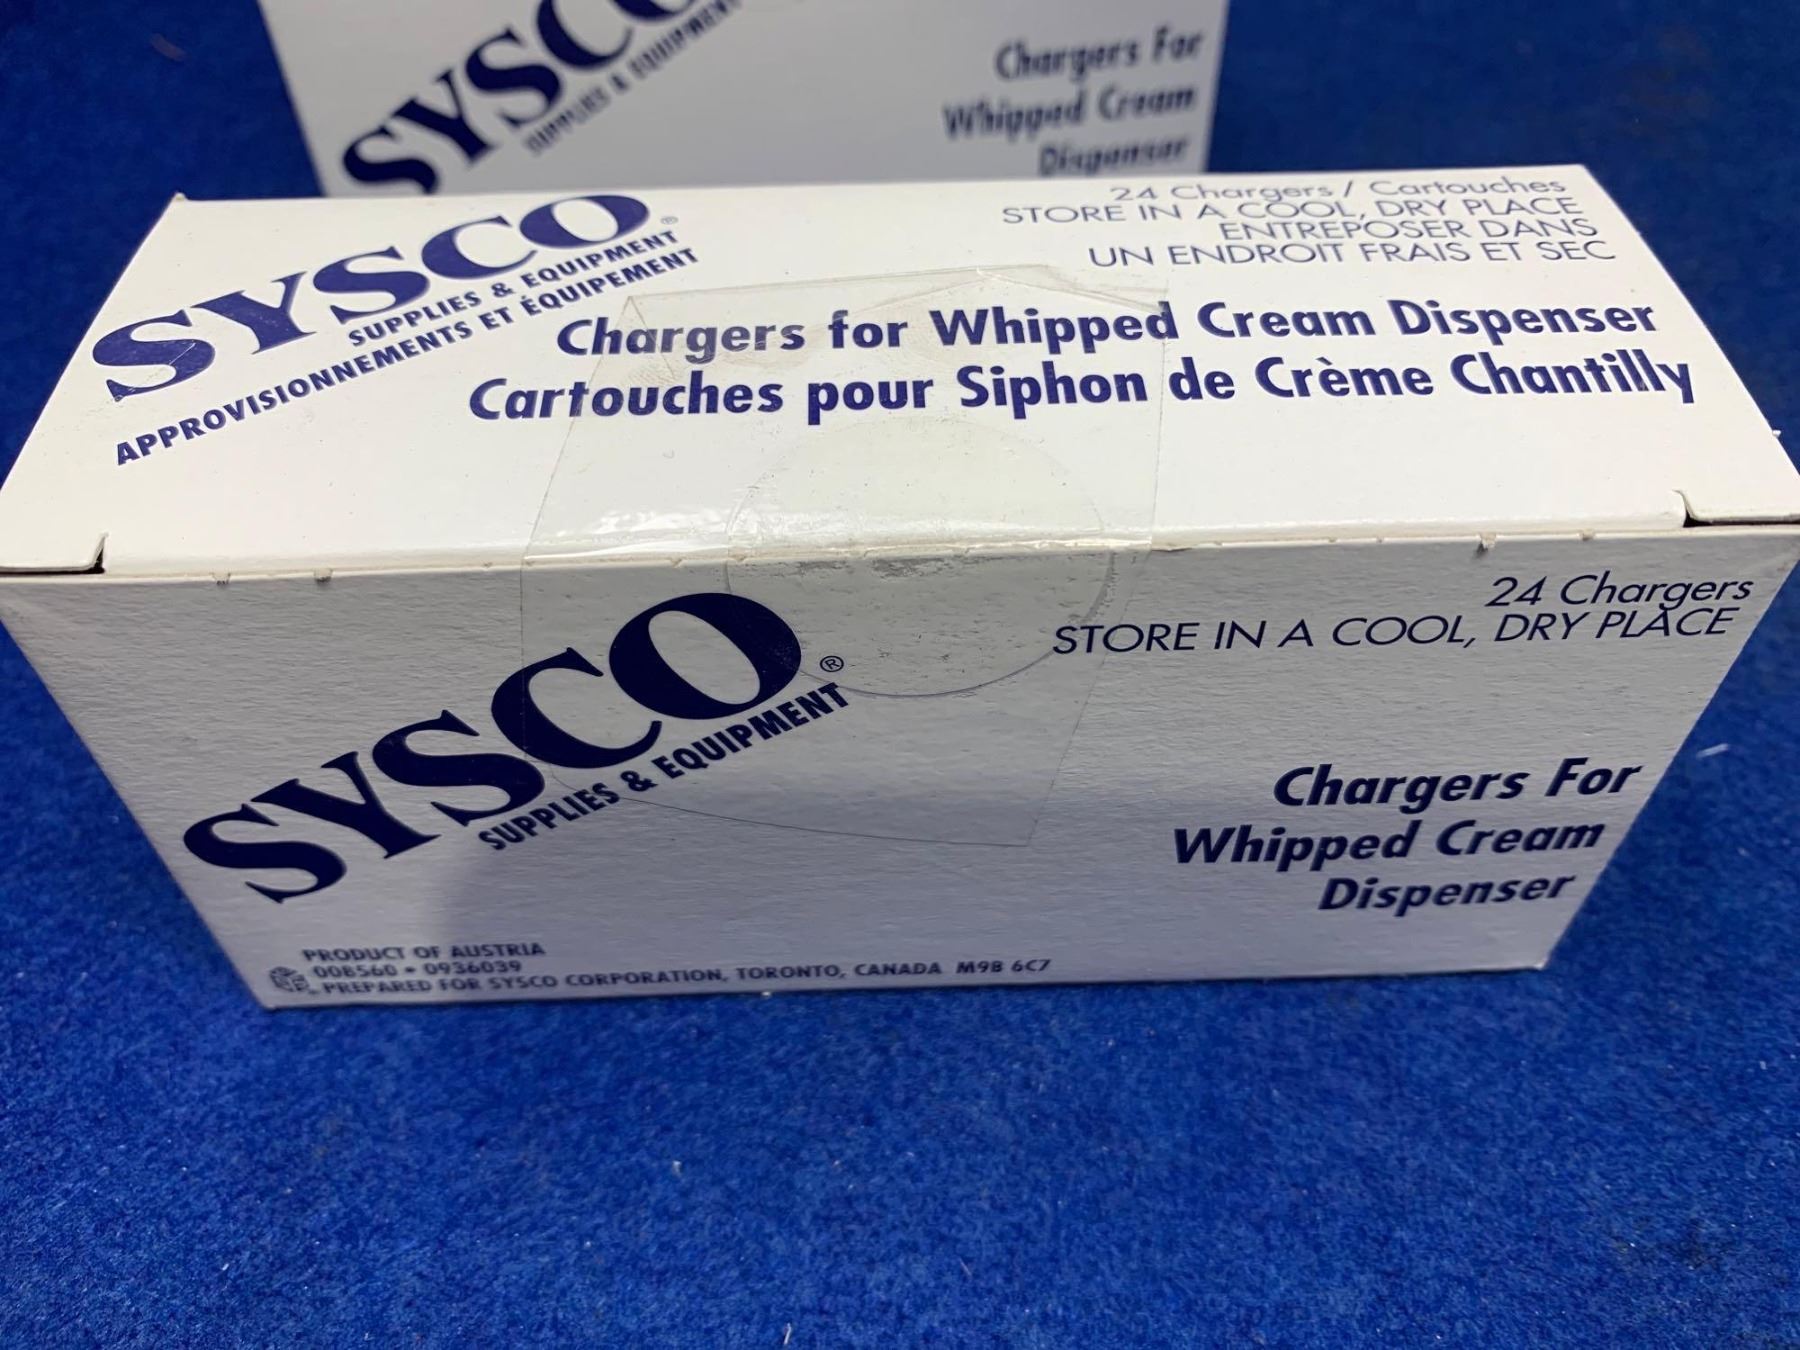 SYSCO
SUPPLIES & EQUIPMENT
Chargers For
Whipped Cream
Dispenser
SYSCO®
SUPPLIES & EQUIPMENT
APPROVISIONNEMENTS ET ÉQUIPEMENT
24 Chargers / Cartouches
STORE IN A COOL, DRY PLACE
ENTREPOSER DANS
UN ENDROIT FRAIS ET SEC
Chargers for Whipped Cream Dispenser
Cartouches pour Siphon de Crème Chantilly
SYSCO®
SUPPLIES & EQUIPMENT
24 Chargers
STORE IN A COOL, DRY PLACE
Chargers For
Whipped Cream
Dispenser
PRODUCT OF AUSTRIA
008560 - 0936039
PREPARED FOR SYSCO CORPORATION, TORONTO, CANADA M9B 6C7